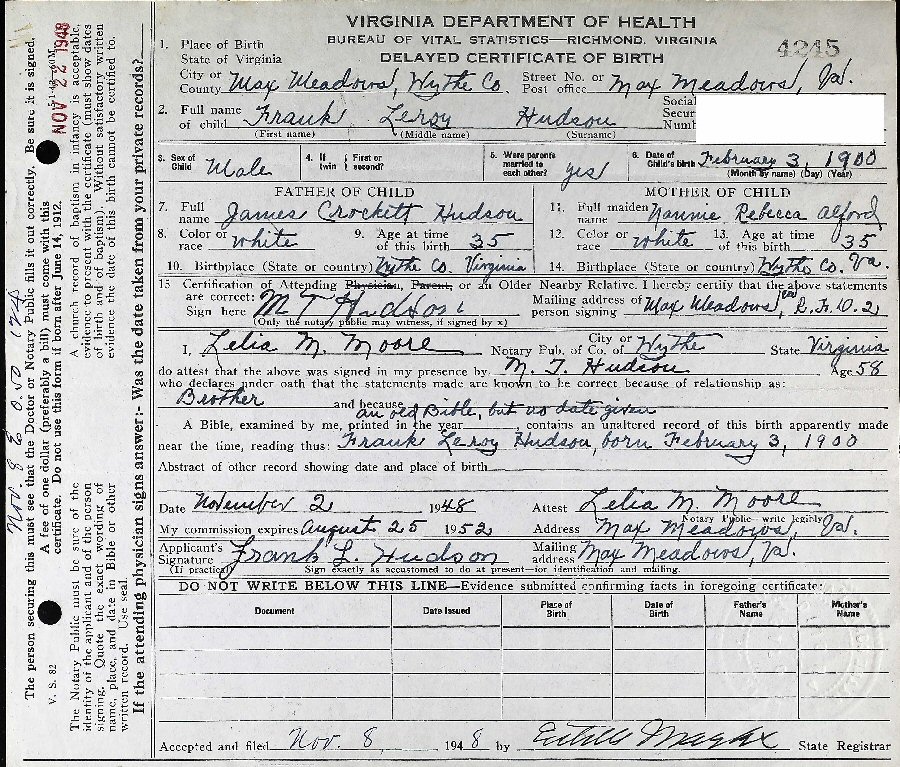 VIRGINIA DEPARTMENT OF HEALTH
BUREAU OF VITAL STATISTICS—RICHMOND, VIRGINIA
DELAYED CERTIFICATE OF BIRTH
4245
1. Place of Birth
State of Virginia
City or County Max Meadows, Wythe Co. Street No. or Post office Max Meadows, Va.
2. Full name of child Frank Leroy Hudson Social Secur Numb
(First name) (Middle name) (Surname)
3. Sex of Child Male 4. If twin First or second? 5. Were parents married to each other? yes 6. Date of Child's birth February 3, 1900
(Month by name) (Day) (Year)
FATHER OF CHILD MOTHER OF CHILD
7. Full name James Crockett Hudson 11. Full maiden name Nannie Rebecca Alford
8. Color or race white 9. Age at time of this birth 35 12. Color or race white 13. Age at time of this birth 35
10. Birthplace (State or country) Wythe Co. Virginia 14. Birthplace (State or country) Wythe Co. Va.
15 Certification of Attending Physician, Parent, or an Older Nearby Relative. I hereby certify that the above statements
are correct: Sign here M T Hudson Mailing address of person signing Max Meadows, Va R.F.D. 2
(Only the notary public may witness, if signed by x)
I, Lelia M. Moore Notary Pub. of City or Co. of Wythe State Virginia
do attest that the above was signed in my presence by M. T. Hudson Age 58
who declares under oath that the statements made are known to be correct because of relationship as:
Brother and because
an old Bible, but no date given
A Bible, examined by me, printed in the year , contains an unaltered record of this birth apparently made
near the time, reading thus: Frank Leroy Hudson, born February 3, 1900
Abstract of other record showing date and place of birth
Date November 2 1948 Attest Lelia M. Moore
Notary Public—write legibly
My commission expires August 25 1952 Address Max Meadows, Va.
Applicant's Signature Frank L Hudson Mailing address Max Meadows, Va.
(If practice) Sign exactly as accustomed to do at present—for identification and mailing.
DO NOT WRITE BELOW THIS LINE—Evidence submitted confirming facts in foregoing certificate:
Document Date Issued Place of Birth Date of Birth Father's Name Mother's Name
Accepted and filed Nov. 8, 1948 by State Registrar
Nov. 8
The person securing this must see that the Doctor or Notary Public fills it out correctly. Be sure it is signed.
A fee of one dollar (preferably a bill) must come with this
certificate. Do not use this form if born after June 14, 1912.
V. S. 82
NOV 22 1948
A church record of baptism in infancy is acceptable,
evidence to present with the certificate (must show dates
of birth and of baptism). Without satisfactory written
evidence the date of this birth cannot be certified to.
The Notary Public must be sure of the
identity of the applicant and of the person
signing. Quote the exact wording of
name, place, and date in Bible or other
written record. Use seal
If the attending physician signs answer:- Was the date taken from your private records?